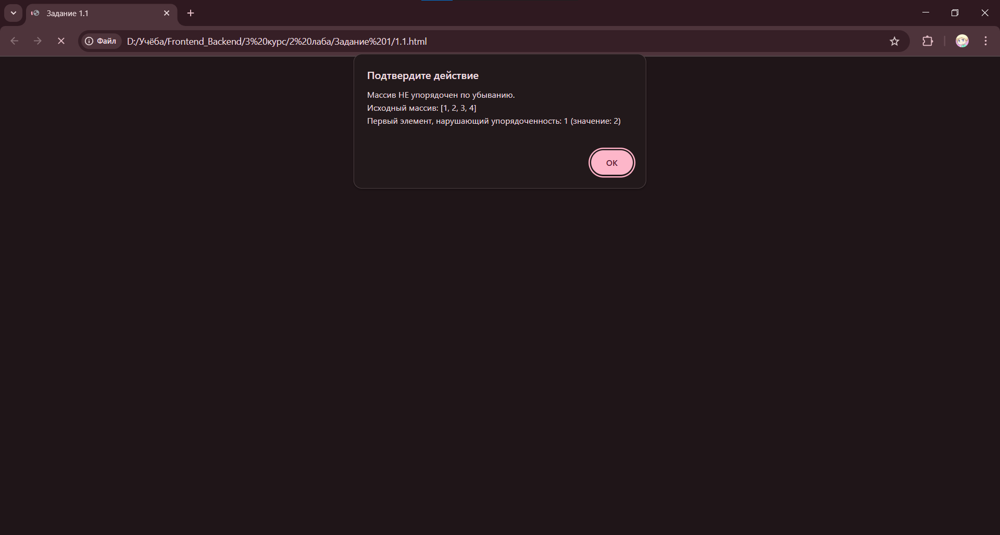 Задание 1.1
Файл
D:/Учёба/Frontend_Backend/3%20курс/2%20лаба/Задание%201/1.1.html
Подтвердите действие
Массив НЕ упорядочен по убыванию.
Исходный массив: [1, 2, 3, 4]
Первый элемент, нарушающий упорядоченность: 1 (значение: 2)
ОК